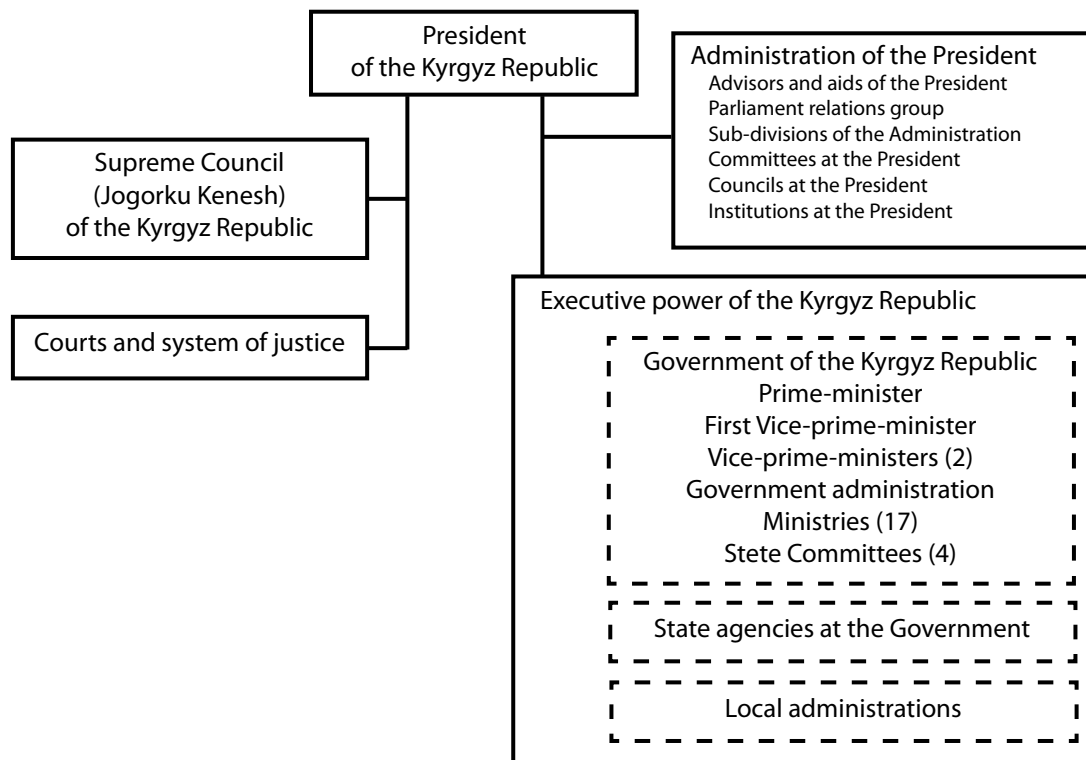 President
of the Kyrgyz Republic
Administration of the President
Advisors and aids of the President
Parliament relations group
Sub-divisions of the Administration
Committees at the President
Councils at the President
Institutions at the President
Supreme Council
(Jogorku Kenesh)
of the Kyrgyz Republic
Courts and system of justice
Executive power of the Kyrgyz Republic
Government of the Kyrgyz Republic
Prime-minister
First Vice-prime-minister
Vice-prime-ministers (2)
Government administration
Ministries (17)
Stete Committees (4)
State agencies at the Government
Local administrations